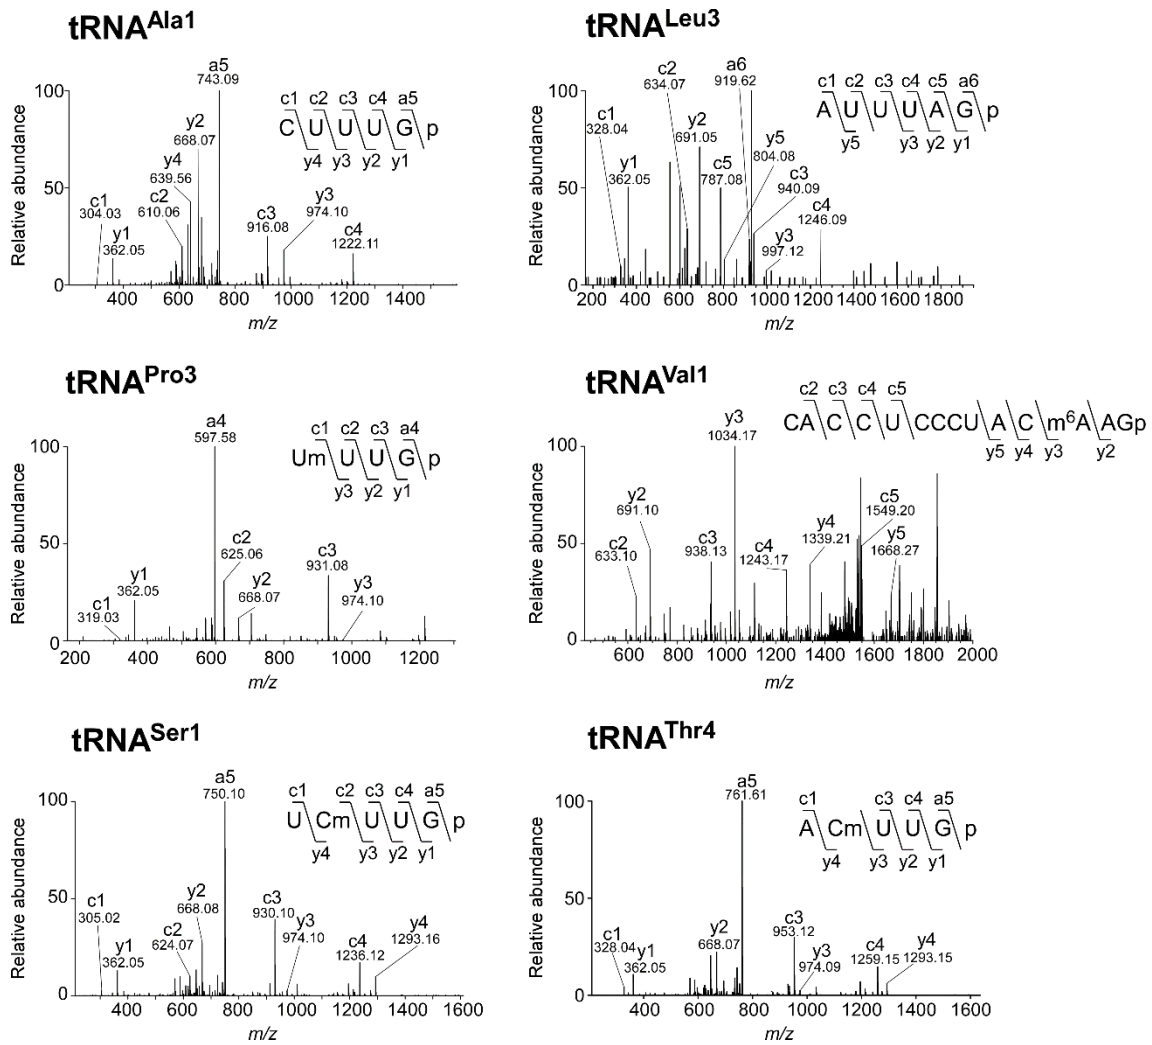 tRNAAla1
Relative abundance
100
50
0
400 600 800 1000 1200 1400
m/z
a5
743.09
y2
668.07
y4
639.56
c2
610.06
c1
304.03
y1
362.05
c3
916.08
y3
974.10
c4
1222.11
c1 c2 c3 c4 a5
C U U U G p
y4 y3 y2 y1
tRNALeu3
Relative abundance
100
50
0
200 400 600 800 1000 1200 1400 1600 1800
m/z
c2
634.07
a6
919.62
y2
691.05
c1
328.04
y1
362.05
y5
804.08
c5
787.08
c3
940.09
c4
1246.09
y3
997.12
c1 c2 c3 c4 c5 a6
A U U U A G p
y5 y3 y2 y1
tRNAPro3
Relative abundance
100
50
0
200 400 600 800 1000 1200
m/z
a4
597.58
c2
625.06
c3
931.08
y1
362.05
c1
319.03
y2
668.07
y3
974.10
c1 c2 c3 a4
Um U U G p
y3 y2 y1
tRNAVal1
Relative abundance
100
50
0
600 800 1000 1200 1400 1600 1800 2000
m/z
y3
1034.17
y2
691.10
c2
633.10
c3
938.13
c4
1243.17
y4
1339.21
c5
1549.20
y5
1668.27
c2 c3 c4 c5
CA C C U CCCU A C m6A AGp
y5 y4 y3 y2
tRNASer1
Relative abundance
100
50
0
400 600 800 1000 1200 1400 1600
m/z
a5
750.10
c1
305.02
y1
362.05
y2
668.08
c2
624.07
c3
930.10
y3
974.10
c4
1236.12
y4
1293.16
c1 c2 c3 c4 a5
U Cm U U G p
y4 y3 y2 y1
tRNAThr4
Relative abundance
100
50
0
400 600 800 1000 1200 1400 1600
m/z
a5
761.61
c1
328.04
y1
362.05
y2
668.07
c3
953.12
y3
974.09
c4
1259.15
y4
1293.15
c1 c3 c4 a5
A Cm U U G p
y4 y3 y2 y1